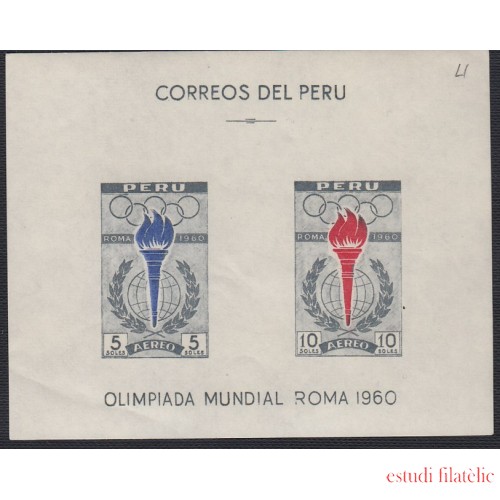 4
CORREOS DEL PERU
PERU
ROMA 1960
5 SOLES AEREO 5 SOLES
PERU
ROMA 1960
10 SOLES AEREO 10 SOLES
OLIMPIADA MUNDIAL ROMA 1960
estudi filatèlic